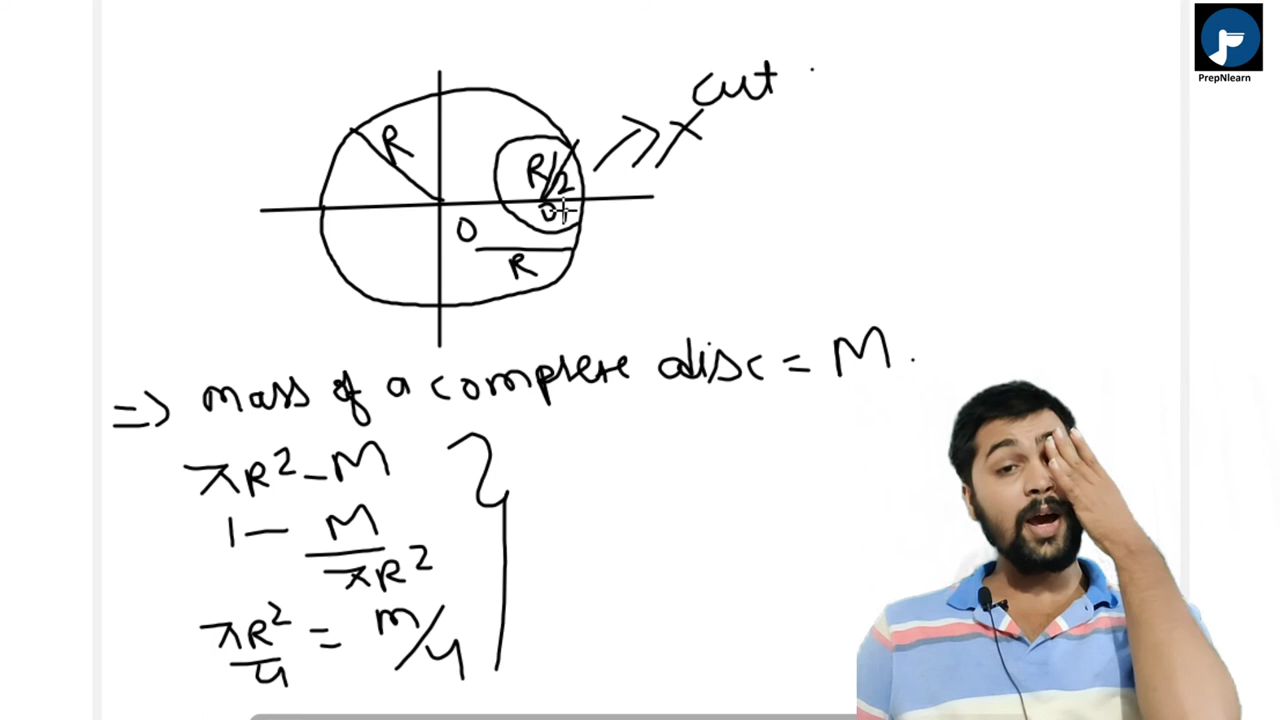 PrepNlearn
cut
R
R/2
O
O
R
=> mass of a complete disc = M.
πR² - M
1 - M/πR²
πR²/4 = m/4